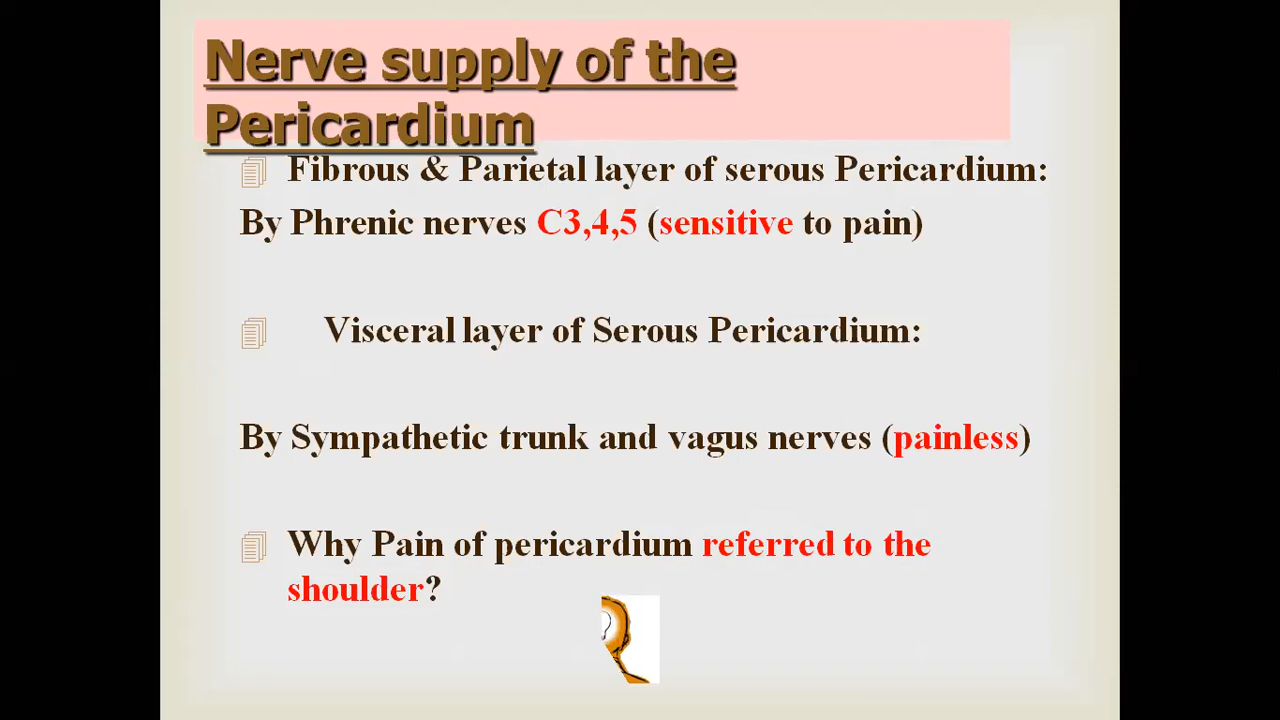 Nerve supply of the
Pericardium
Fibrous & Parietal layer of serous Pericardium:
By Phrenic nerves C3,4,5 (sensitive to pain)
Visceral layer of Serous Pericardium:
By Sympathetic trunk and vagus nerves (painless)
Why Pain of pericardium referred to the
shoulder?